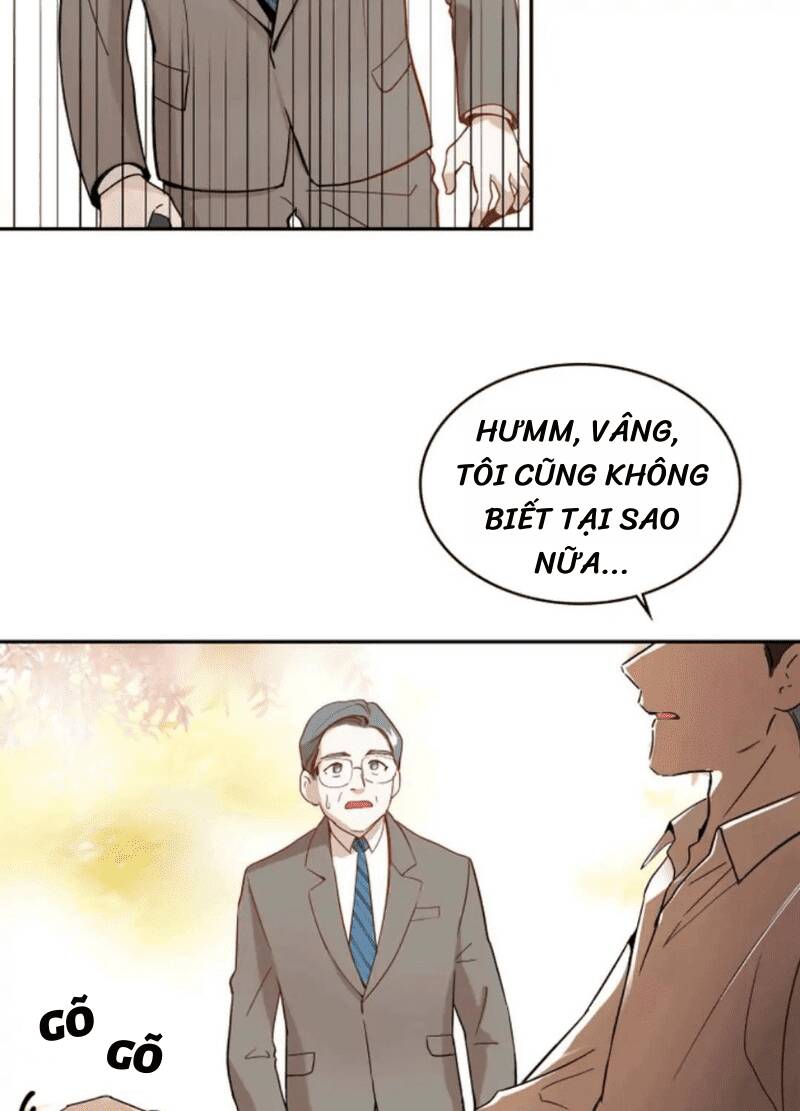 HƯMM, VÂNG,
TÔI CŨNG KHÔNG
BIẾT TẠI SAO
NỮA...
GÕ
GÕ